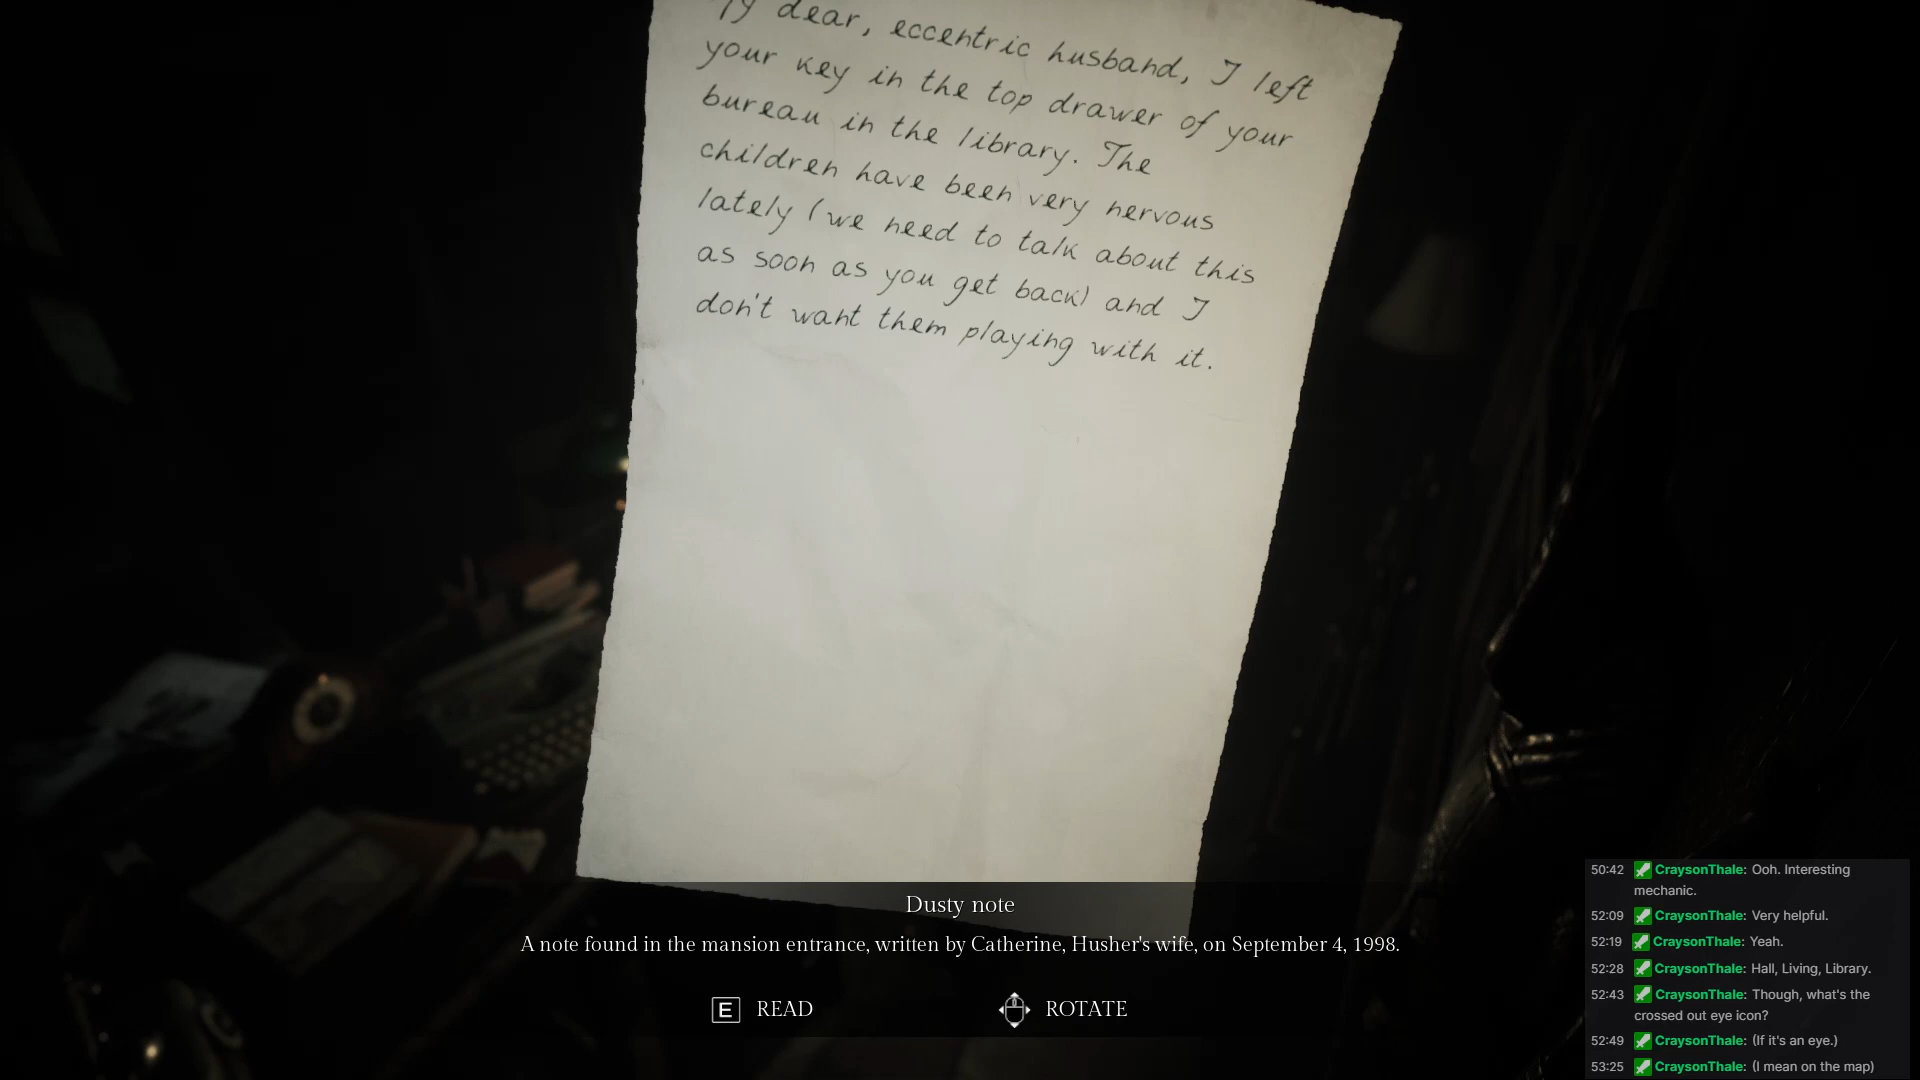 dear, eccentric husband, I left
your key in the top drawer of your
bureau in the library. The
children have been very nervous
lately (we need to talk about this
as soon as you get back) and I
don't want them playing with it.
Dusty note
A note found in the mansion entrance, written by Catherine, Husher's wife, on September 4, 1998.
E READ
ROTATE
50:42 CraysonThale: Ooh. Interesting
mechanic.
52:09 CraysonThale: Very helpful.
52:19 CraysonThale: Yeah.
52:28 CraysonThale: Hall, Living, Library.
52:43 CraysonThale: Though, what's the
crossed out eye icon?
52:49 CraysonThale: (If it's an eye.)
53:25 CraysonThale: (I mean on the map)